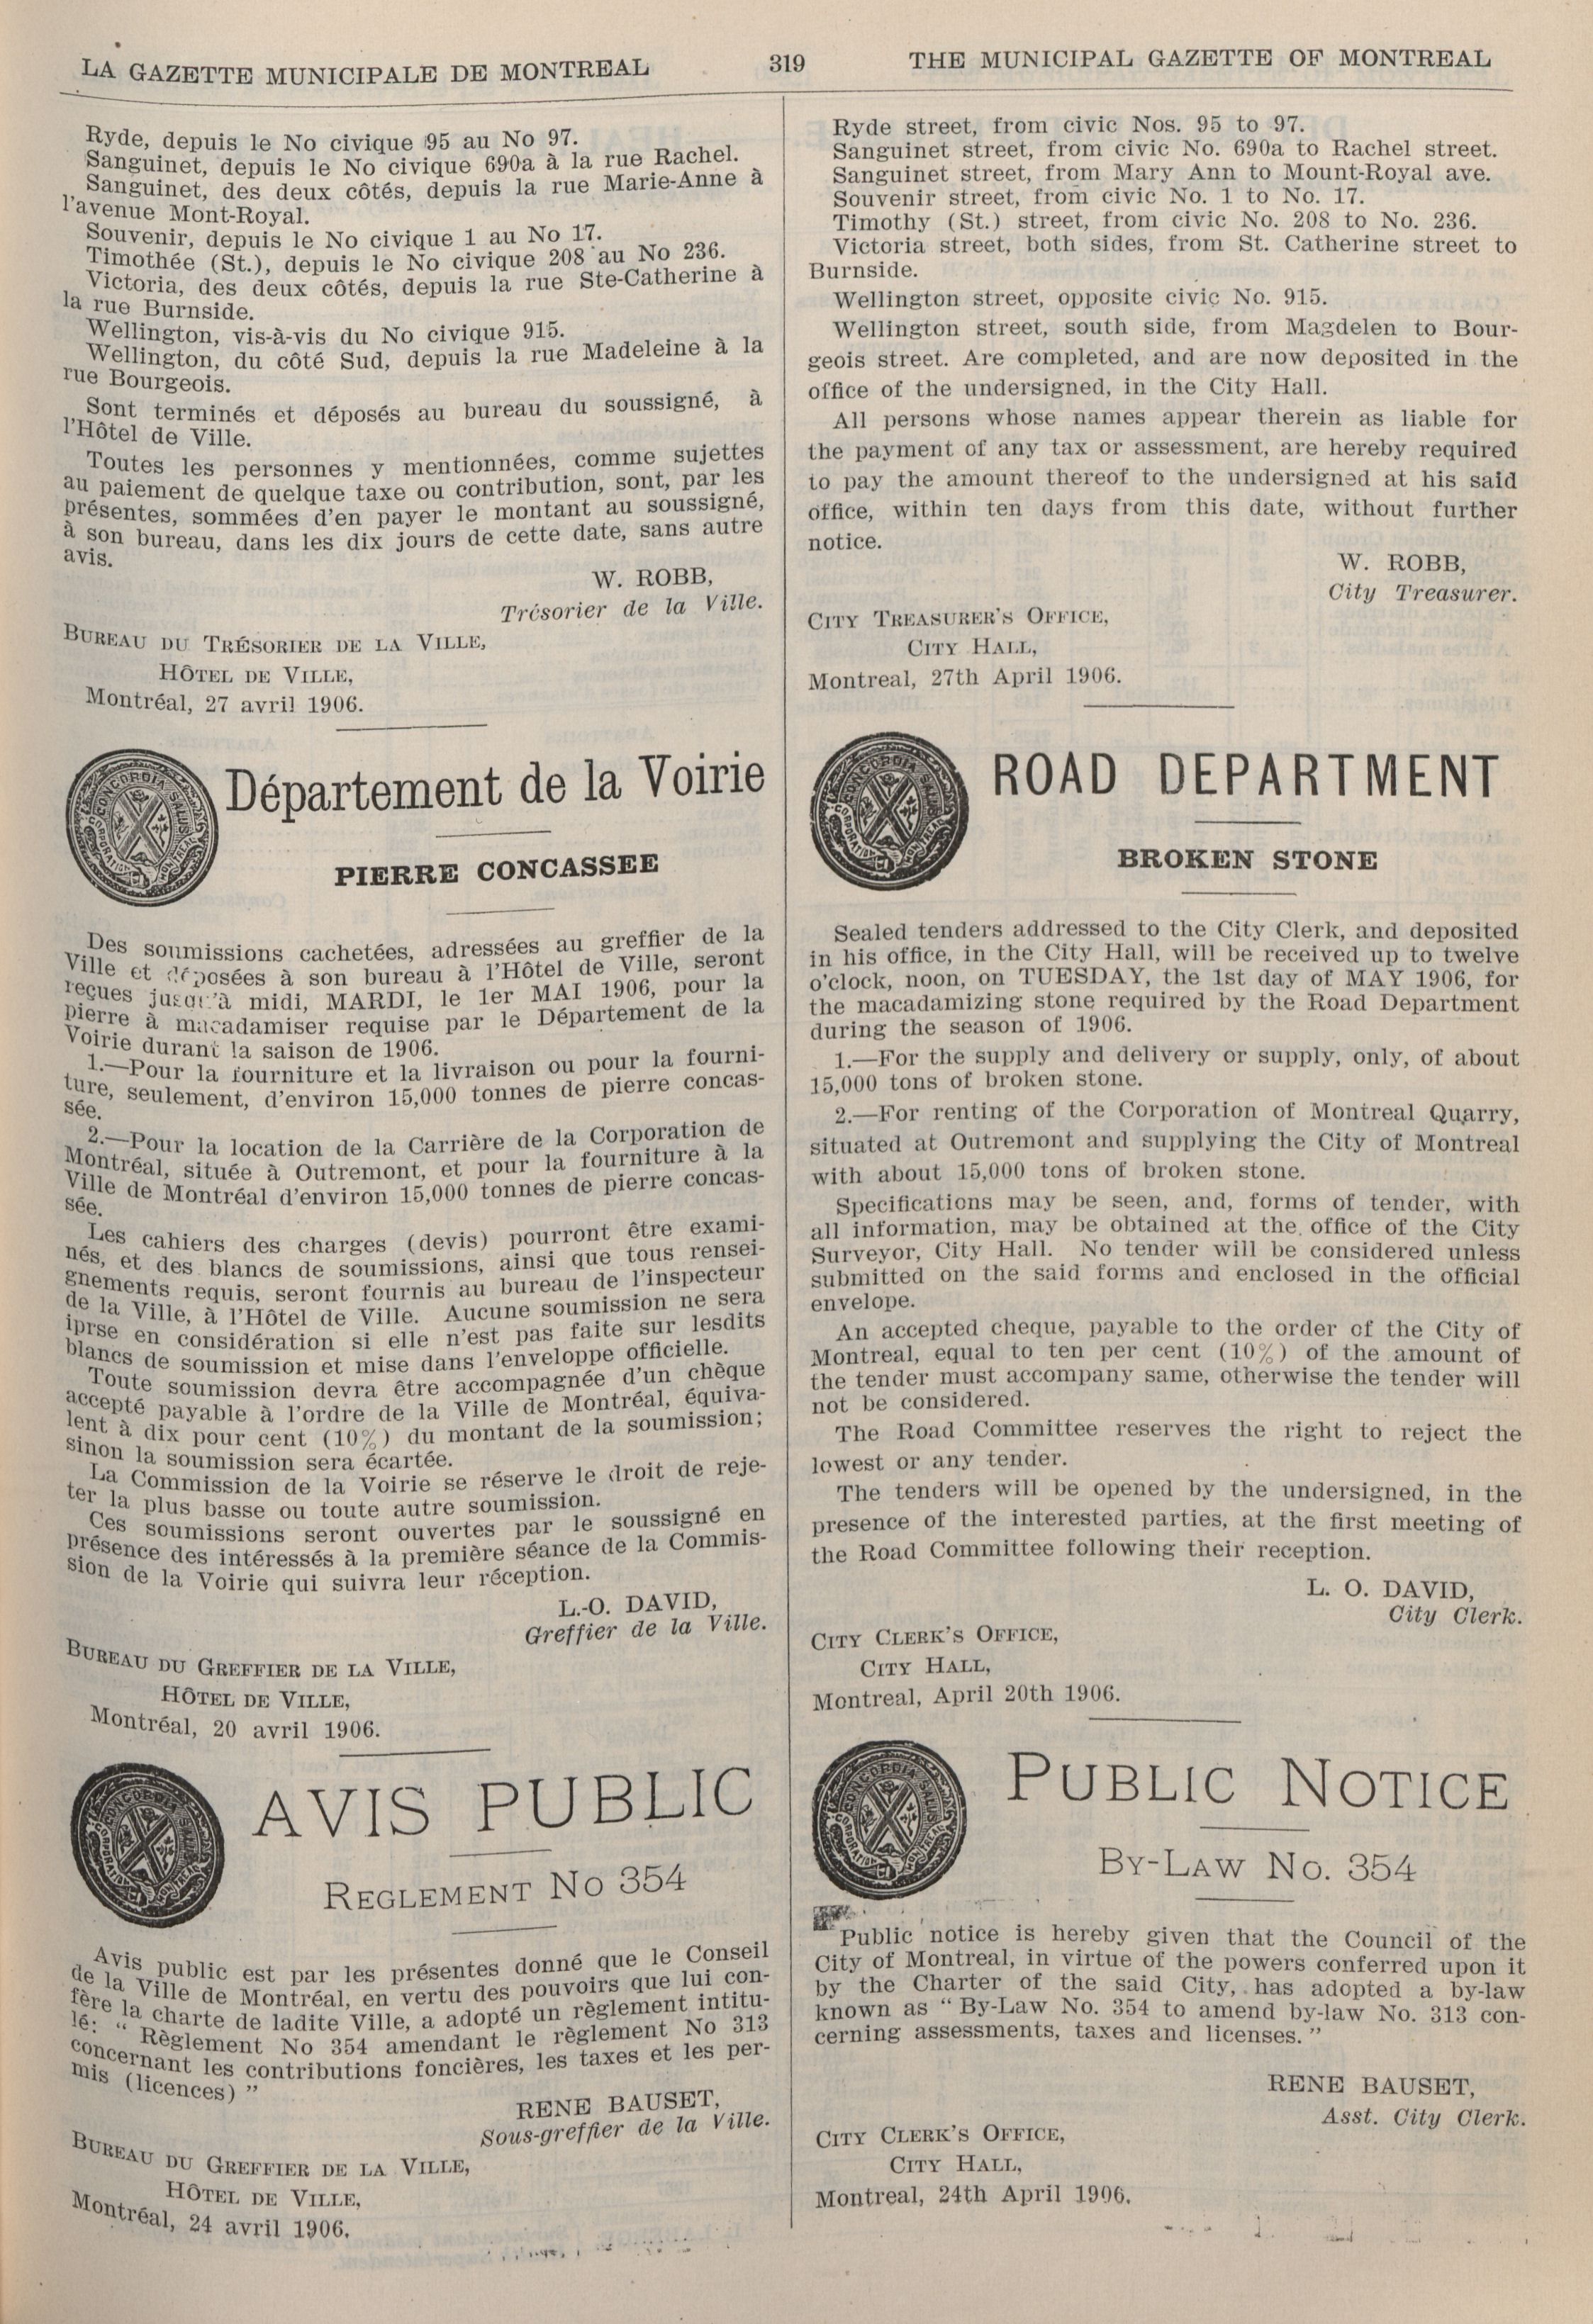 LA GAZETTE MUNICIPALE DE MONTREAL
319
THE MUNICIPAL GAZETTE OF MONTREAL
Ryde, depuis le No civique 95 au No 97.
Sanguinet, depuis le No civique 690a à la rue Rachel.
Sanguinet, des deux côtés, depuis la rue Marie-Anne à
l'avenue Mont-Royal.
Souvenir, depuis le No civique 1 au No 17.
Timothée (St.), depuis le No civique 208 au No 236.
Victoria, des deux côtés, depuis la rue Ste-Catherine à
la rue Burnside.
Wellington, vis-à-vis du No civique 915.
Wellington, du côté Sud, depuis la rue Madeleine à la
rue Bourgeois.
Sont terminés et déposés au bureau du soussigné, à
l'Hôtel de Ville.
Toutes les personnes y mentionnées, comme sujettes
au paiement de quelque taxe ou contribution, sont, par les
présentes, sommées d'en payer le montant au soussigné,
à son bureau, dans les dix jours de cette date, sans autre
avis.
W. ROBB,
Trésorier de la Ville.
BUREAU DU TRÉSORIER DE LA VILLE,
HÔTEL DE VILLE,
Montréal, 27 avril 1906.
Département de la Voirie
PIERRE CONCASSEE
Des soumissions cachetées, adressées au greffier de la
Ville et déposées à son bureau à l'Hôtel de Ville, seront
reçues jusqu'à midi, MARDI, le 1er MAI 1906, pour la
pierre à macadamiser requise par le Département de la
Voirie durant la saison de 1906.
1.—Pour la fourniture et la livraison ou pour la fourni-
ture, seulement, d'environ 15,000 tonnes de pierre concas-
sée.
2.—Pour la location de la Carrière de la Corporation de
Montréal, située à Outremont, et pour la fourniture à la
Ville de Montréal d'environ 15,000 tonnes de pierre concas-
sée.
Les cahiers des charges (devis) pourront être exami-
nés, et des blancs de soumissions, ainsi que tous rensei-
gnements requis, seront fournis au bureau de l'inspecteur
de la Ville, à l'Hôtel de Ville. Aucune soumission ne sera
iprse en considération si elle n'est pas faite sur lesdits
blancs de soumission et mise dans l'enveloppe officielle.
Toute soumission devra être accompagnée d'un chèque
accepté payable à l'ordre de la Ville de Montréal, équiva-
lent à dix pour cent (10%) du montant de la soumission;
sinon la soumission sera écartée.
La Commission de la Voirie se réserve le droit de reje-
ter la plus basse ou toute autre soumission.
Ces soumissions seront ouvertes par le soussigné en
présence des intéressés à la première séance de la Commis-
sion de la Voirie qui suivra leur réception.
L.-O. DAVID,
Greffier de la Ville.
BUREAU DU GREFFIER DE LA VILLE,
HÔTEL DE VILLE,
Montréal, 20 avril 1906.
AVIS PUBLIC
REGLEMENT No 354
Avis public est par les présentes donné que le Conseil
de la Ville de Montréal, en vertu des pouvoirs que lui con-
fère la charte de ladite Ville, a adopté un règlement intitu-
lé: " Règlement No 354 amendant le règlement No 313
concernant les contributions foncières, les taxes et les per-
mis (licences) "
RENE BAUSET,
Sous-greffier de la Ville.
BUREAU DU GREFFIER DE LA VILLE,
HÔTEL DE VILLE,
Montréal, 24 avril 1906.
Ryde street, from civic Nos. 95 to 97.
Sanguinet street, from civic No. 690a to Rachel street.
Sanguinet street, from Mary Ann to Mount-Royal ave.
Souvenir street, from civic No. 1 to No. 17.
Timothy (St.) street, from civic No. 208 to No. 236.
Victoria street, both sides, from St. Catherine street to
Burnside.
Wellington street, opposite civic No. 915.
Wellington street, south side, from Magdelen to Bour-
geois street. Are completed, and are now deposited in the
office of the undersigned, in the City Hall.
All persons whose names appear therein as liable for
the payment of any tax or assessment, are hereby required
to pay the amount thereof to the undersigned at his said
office, within ten days from this date, without further
notice.
W. ROBB,
City Treasurer.
CITY TREASURER'S OFFICE,
CITY HALL,
Montreal, 27th April 1906.
ROAD DEPARTMENT
BROKEN STONE
Sealed tenders addressed to the City Clerk, and deposited
in his office, in the City Hall, will be received up to twelve
o'clock, noon, on TUESDAY, the 1st day of MAY 1906, for
the macadamizing stone required by the Road Department
during the season of 1906.
1.—For the supply and delivery or supply, only, of about
15,000 tons of broken stone.
2.—For renting of the Corporation of Montreal Quarry,
situated at Outremont and supplying the City of Montreal
with about 15,000 tons of broken stone.
Specifications may be seen, and, forms of tender, with
all information, may be obtained at the office of the City
Surveyor, City Hall. No tender will be considered unless
submitted on the said forms and enclosed in the official
envelope.
An accepted cheque, payable to the order of the City of
Montreal, equal to ten per cent (10%) of the amount of
the tender must accompany same, otherwise the tender will
not be considered.
The Road Committee reserves the right to reject the
lowest or any tender.
The tenders will be opened by the undersigned, in the
presence of the interested parties, at the first meeting of
the Road Committee following their reception.
L. O. DAVID,
City Clerk.
CITY CLERK'S OFFICE,
CITY HALL,
Montreal, April 20th 1906.
PUBLIC NOTICE
BY-LAW No. 354
Public notice is hereby given that the Council of the
City of Montreal, in virtue of the powers conferred upon it
by the Charter of the said City, has adopted a by-law
known as " By-Law No. 354 to amend by-law No. 313 con-
cerning assessments, taxes and licenses. "
RENE BAUSET,
Asst. City Clerk.
CITY CLERK'S OFFICE,
CITY HALL,
Montreal, 24th April 1906.
CONCORDIA SALUS
CORPORATION MONTREAL